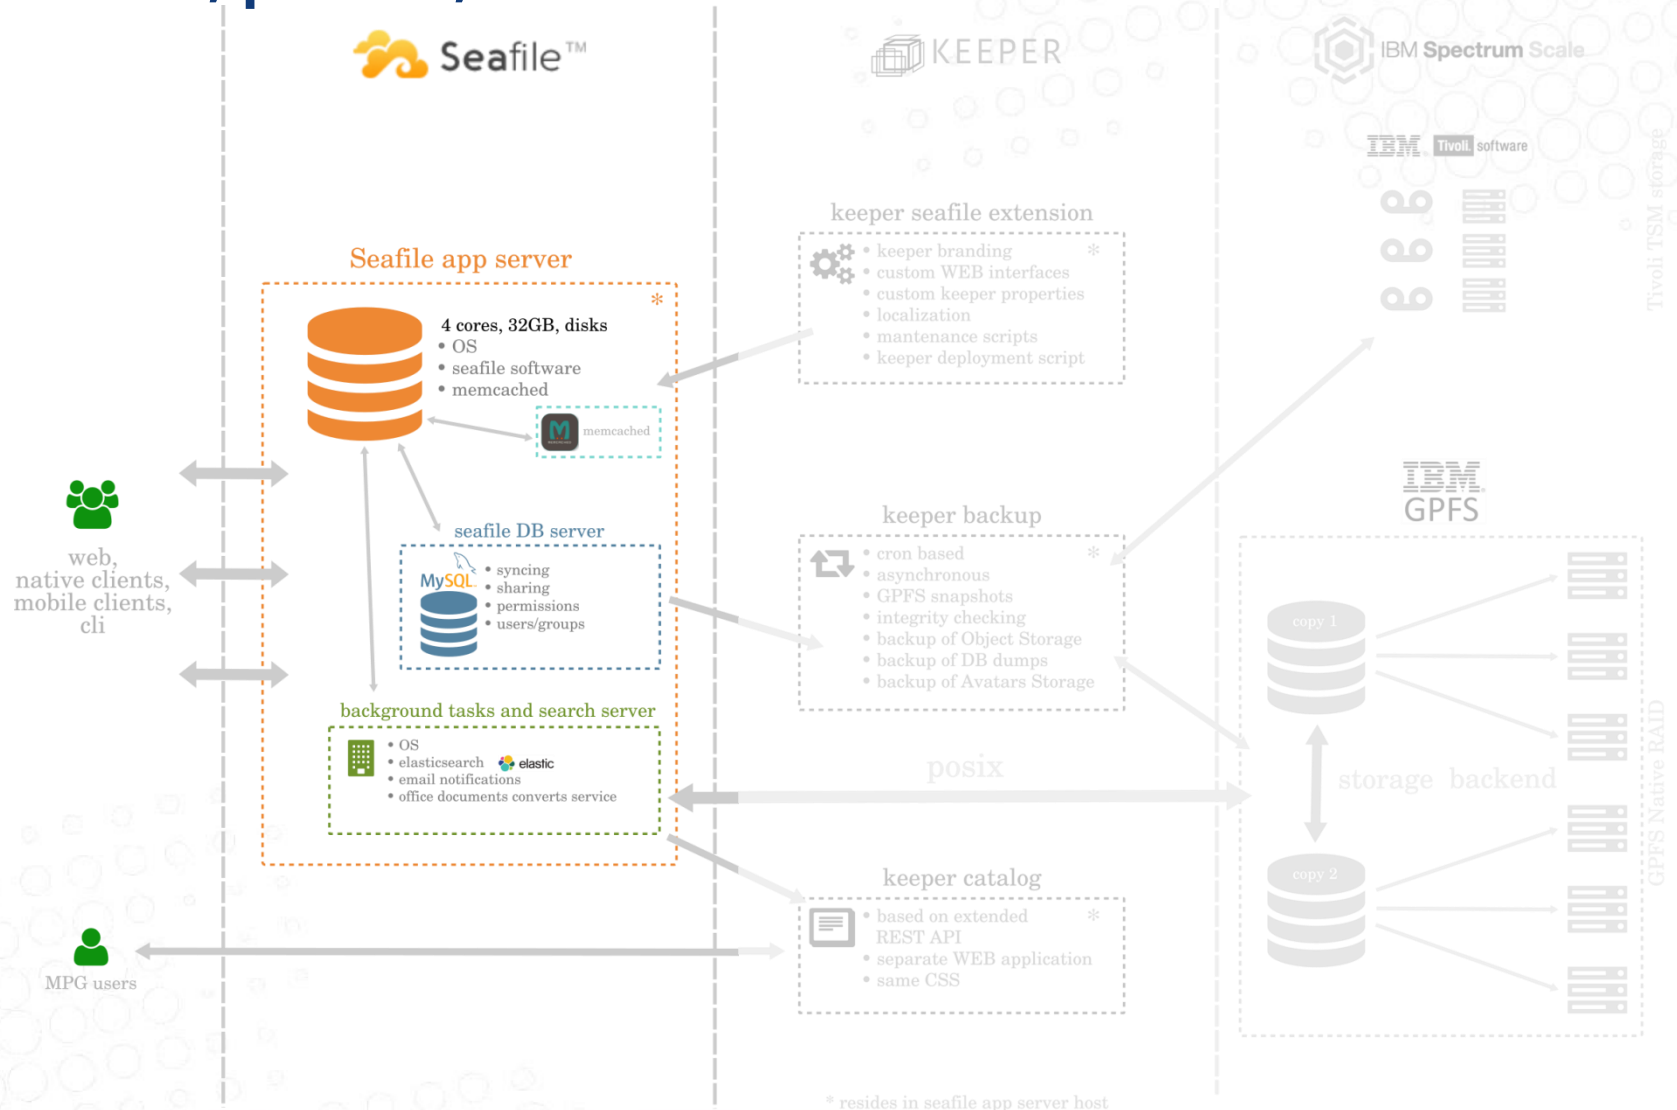 Seafile™
KEEPER
IBM Spectrum Scale
IBM Tivoli. software
Tivoli TSM storage
keeper seafile extension
• keeper branding *
• custom WEB interfaces
• custom keeper properties
• localization
• mantenance scripts
• keeper deployment script
Seafile app server
*
4 cores, 32GB, disks
• OS
• seafile software
• memcached
memcached
web,
native clients,
mobile clients,
cli
seafile DB server
MySQL
• syncing
• sharing
• permissions
• users/groups
background tasks and search server
• OS
• elasticsearch elastic
• email notifications
• office documents converts service
keeper backup
• cron based *
• asynchronous
• GPFS snapshots
• integrity checking
• backup of Object Storage
• backup of DB dumps
• backup of Avatars Storage
IBM
GPFS
copy 1
posix
storage backend
GPFS Native RAID
copy 2
keeper catalog
• based on extended *
REST API
• separate WEB application
• same CSS
MPG users
* resides in seafile app server host